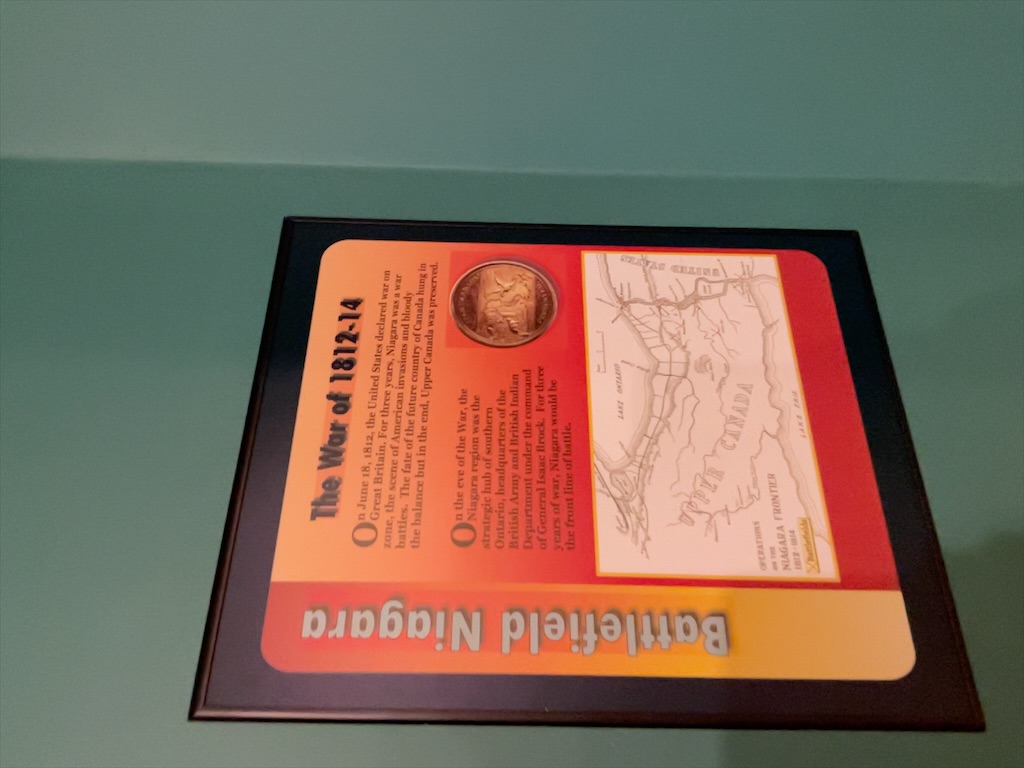 Battlefield Niagara
The War of 1812-14
On June 18, 1812, the United States declared war on
Great Britain. For three years, Niagara was a war
zone, the scene of American invasions and bloody
battles. The fate of the future country of Canada hung in
the balance but in the end, Upper Canada was preserved.
On the eve of the War, the
Niagara region was the
strategic hub of southern
Ontario, headquarters of the
British Army and British Indian
Department under the command
of General Isaac Brock. For three
years of war, Niagara would be
the front line of battle.
LAKE ONTARIO
UNITED STATES
UPPER CANADA
LAKE ERIE
OPERATIONS
ON THE
NIAGARA FRONTIER
1812-1814
Battlefields